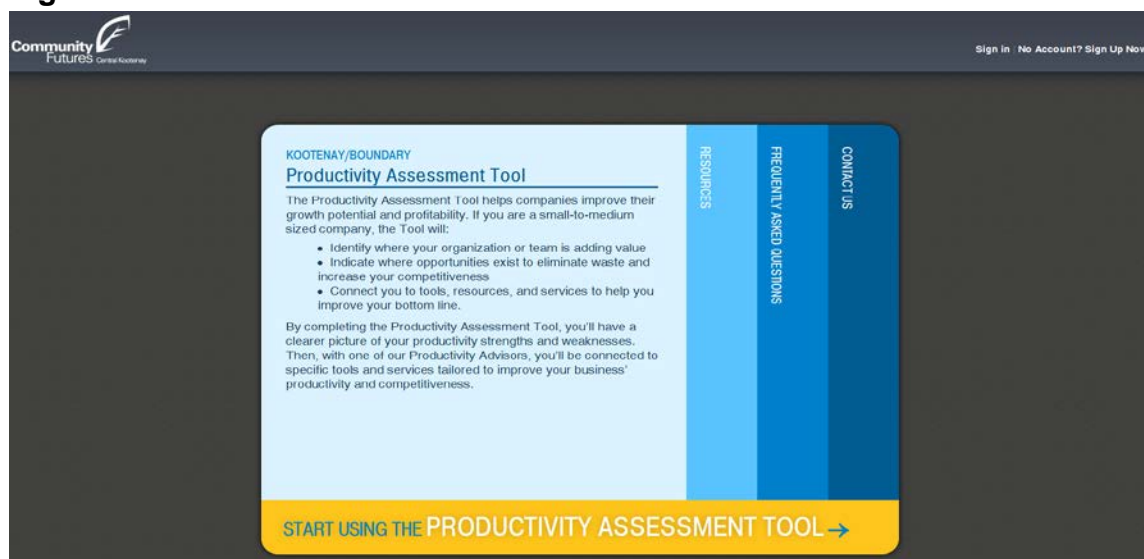 Community
Futures Central Kootenay
Sign in No Account? Sign Up Now
KOOTENAY/BOUNDARY
Productivity Assessment Tool
The Productivity Assessment Tool helps companies improve their
growth potential and profitability. If you are a small-to-medium
sized company, the Tool will:
• Identify where your organization or team is adding value
• Indicate where opportunities exist to eliminate waste and
increase your competitiveness
• Connect you to tools, resources, and services to help you
improve your bottom line.
By completing the Productivity Assessment Tool, you'll have a
clearer picture of your productivity strengths and weaknesses.
Then, with one of our Productivity Advisors, you'll be connected to
specific tools and services tailored to improve your business'
productivity and competitiveness.
RESOURCES
FREQUENTLY ASKED QUESTIONS
CONTACT US
START USING THE PRODUCTIVITY ASSESSMENT TOOL→